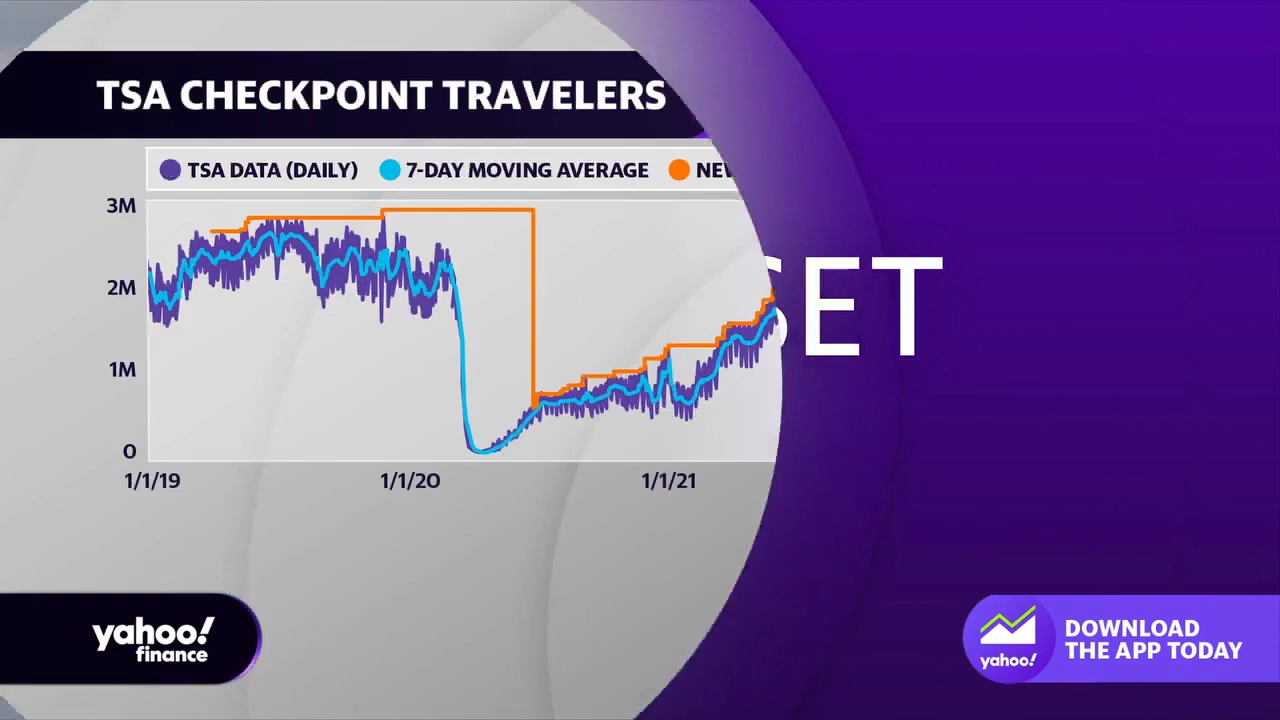 TSA CHECKPOINT TRAVELERS
TSA DATA (DAILY) 7-DAY MOVING AVERAGE
3M
2M
1M
0
1/1/19 1/1/20 1/1/21
yahoo!
finance
yahoo!
DOWNLOAD
THE APP TODAY